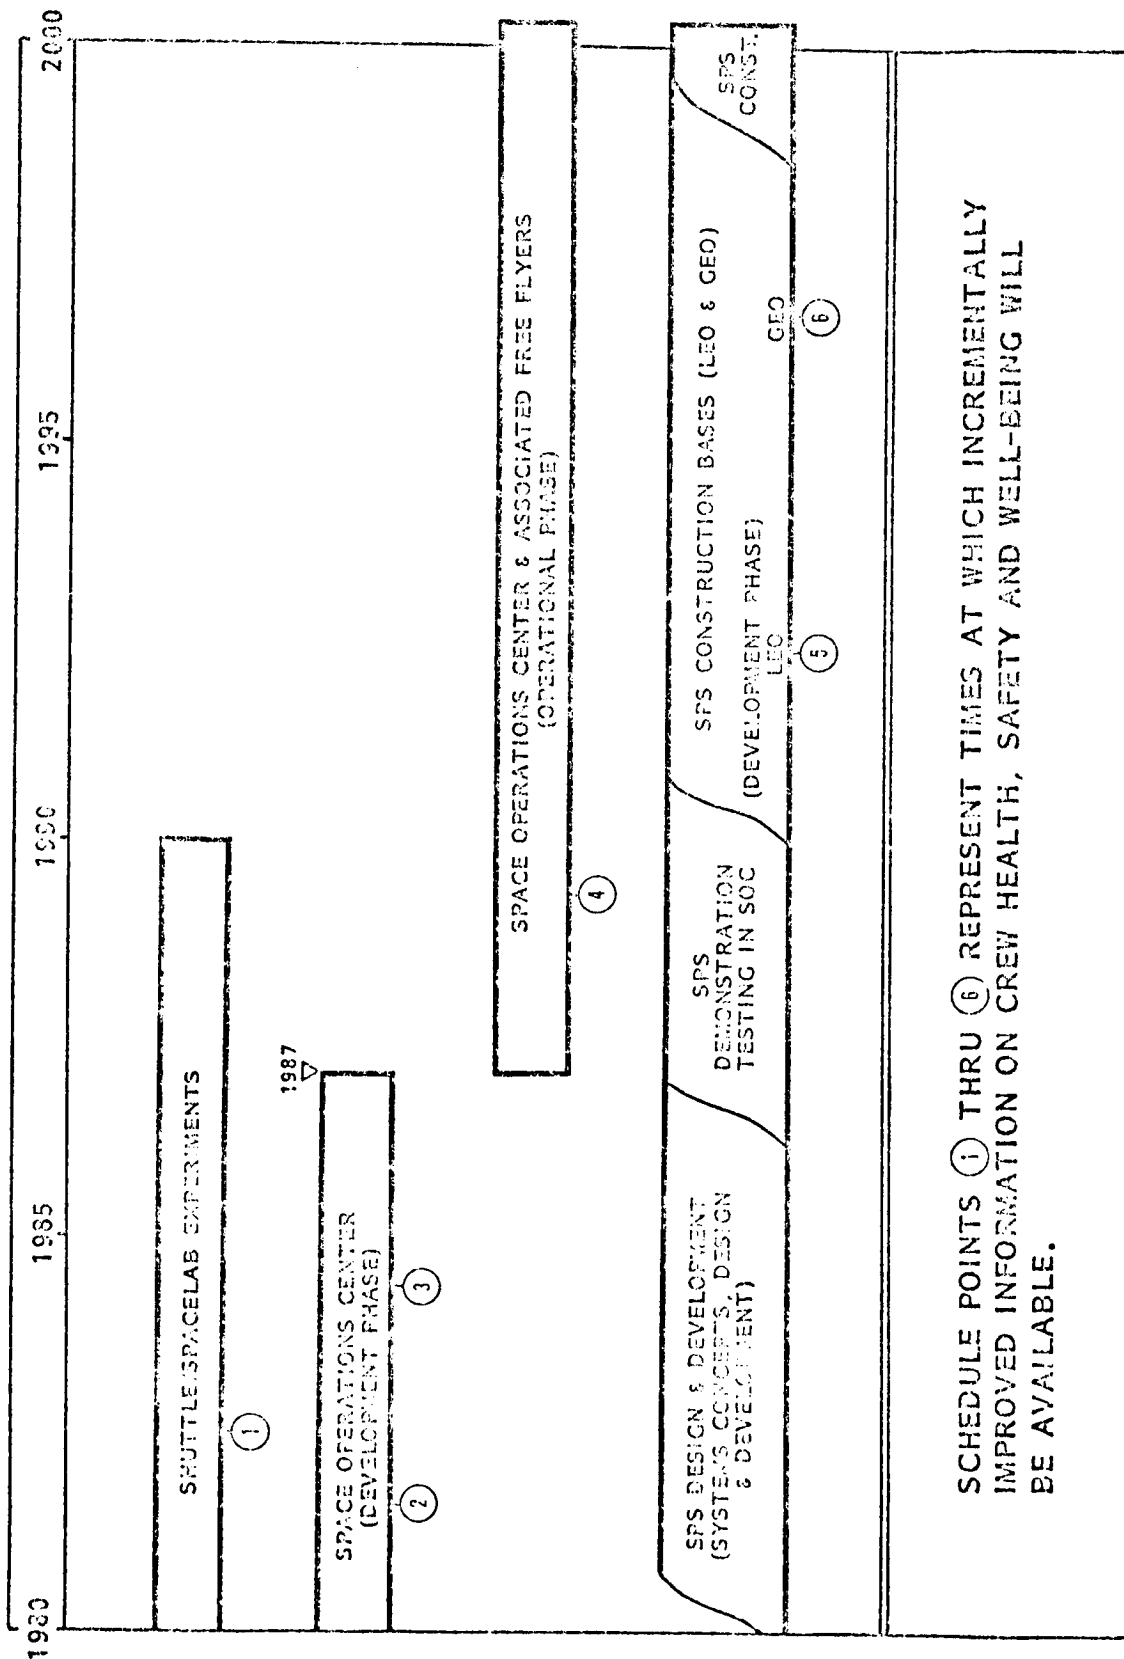 1980
1985
1990
1995
2000
SHUTTLE/SPACELAB EXPERIMENTS
1
1987
SPACE OPERATIONS CENTER
(DEVELOPMENT PHASE)
2
3
SPACE OPERATIONS CENTER & ASSOCIATED FREE FLYERS
(OPERATIONAL PHASE)
4
SPS DESIGN & DEVELOPMENT
(SYSTEMS CONCEPTS, DESIGN
& DEVELOPMENT)
SPS
DEMONSTRATION
TESTING IN SOC
SPS CONSTRUCTION BASES (LEO & GEO)
(DEVELOPMENT PHASE)
LEO
5
GEO
6
SPS
CONST.
SCHEDULE POINTS 1 THRU 6 REPRESENT TIMES AT WHICH INCREMENTALLY
IMPROVED INFORMATION ON CREW HEALTH, SAFETY AND WELL-BEING WILL
BE AVAILABLE.